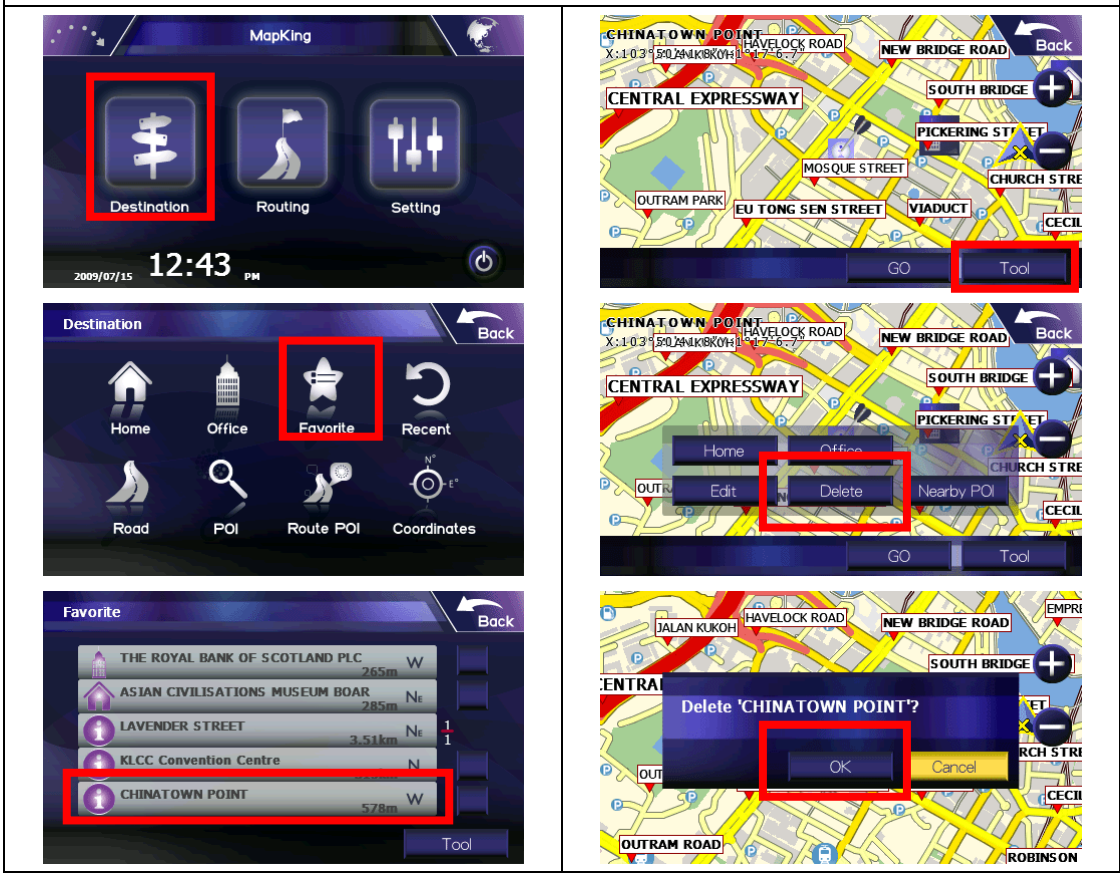 MapKing
Destination
Routing
Setting
2009/07/15 12:43 PM
Destination
Back
Home
Office
Favorite
Recent
N°
E°
Road
POI
Route POI
Coordinates
Favorite
Back
THE ROYAL BANK OF SCOTLAND PLC
265m W
ASIAN CIVILISATIONS MUSEUM BOAR
285m NE
LAVENDER STREET
3.51km NE
1
1
KLCC Convention Centre
N
CHINATOWN POINT
578m W
Tool
CHINATOWN POINT
HAVELOCK ROAD
NEW BRIDGE ROAD
Back
CENTRAL EXPRESSWAY
SOUTH BRIDGE
PICKERING STREET
MOSQUE STREET
CHURCH STRE
OUTRAM PARK
EU TONG SEN STREET
VIADUCT
CECIL
GO
Tool
CHINATOWN POINT
HAVELOCK ROAD
NEW BRIDGE ROAD
Back
CENTRAL EXPRESSWAY
SOUTH BRIDGE
PICKERING STREET
Home
Office
CHURCH STRE
OUTR
Edit
Delete
Nearby POI
CECIL
GO
Tool
EMPRE
JALAN KUKOH
HAVELOCK ROAD
NEW BRIDGE ROAD
SOUTH BRIDGE
CENTRA
Delete 'CHINATOWN POINT'?
ET
RCH STRE
OK
Cancel
OUT
CECIL
OUTRAM ROAD
ROBINSON